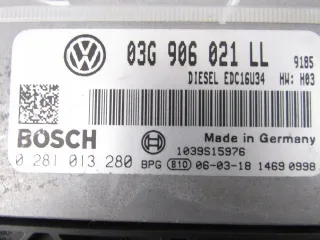 03G 906 021 LL 9185
DIESEL EDC16U34 HW: H03
BOSCH
Made in Germany
1039S15976
0 281 013 280 BPG 810 06-03-18 1469 0998